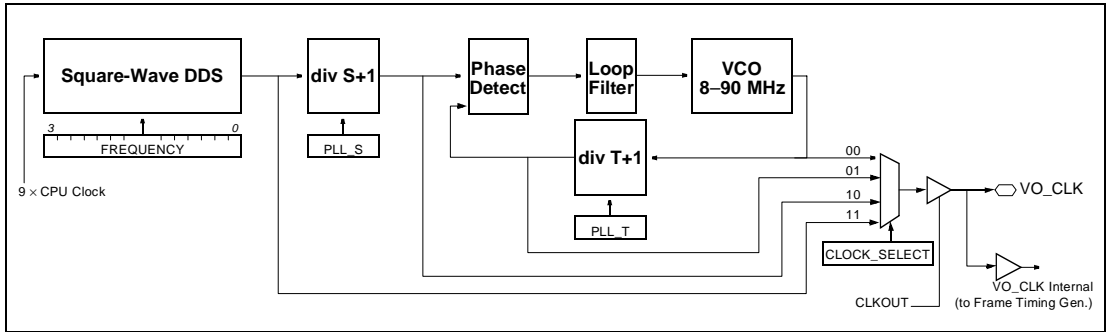 Square-Wave DDS
div S+1
Phase
Detect
Loop
Filter
VCO
8–90 MHz
3
0
FREQUENCY
PLL_S
div T+1
PLL_T
9 × CPU Clock
00
01
10
11
CLOCK_SELECT
VO_CLK
CLKOUT
VO_CLK Internal
(to Frame Timing Gen.)